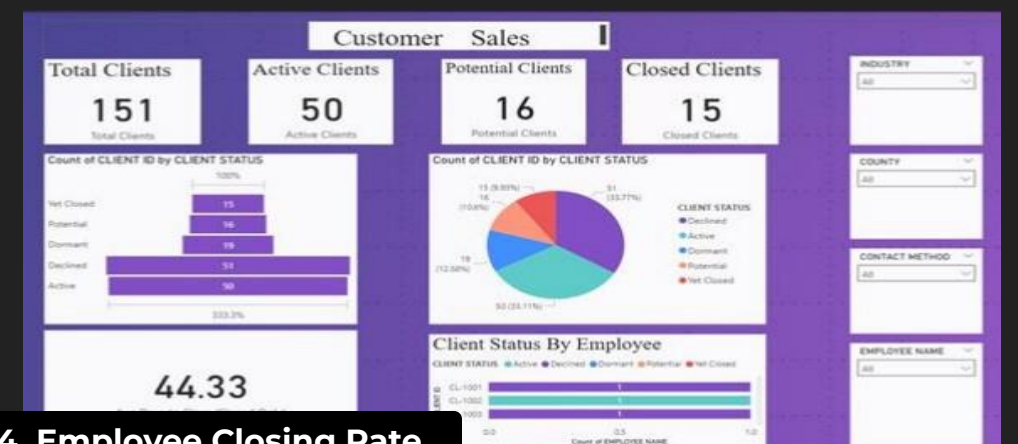 Customer Sales
Total Clients
151
Total Clients
Active Clients
50
Active Clients
Potential Clients
16
Potential Clients
Closed Clients
15
Closed Clients
INDUSTRY
All
COUNTY
All
CONTACT METHOD
All
EMPLOYEE NAME
All
Count of CLIENT ID by CLIENT STATUS
100%
Yet Closed 15
Potential 16
Dormant 19
Declined 51
Active 50
333.3%
Count of CLIENT ID by CLIENT STATUS
15 (9.93%)
16
(10.6%)
19
(12.58%)
50 (33.11%)
51
(33.77%)
CLIENT STATUS
Declined
Active
Dormant
Potential
Yet Closed
44.33
Client Status By Employee
CLIENT STATUS Active Declined Dormant Potential Yet Closed
CL-1001 1
CL-1002 1
1003 1
0.0 0.5 1.0
Count of EMPLOYEE NAME
4. Employee Closing Rate